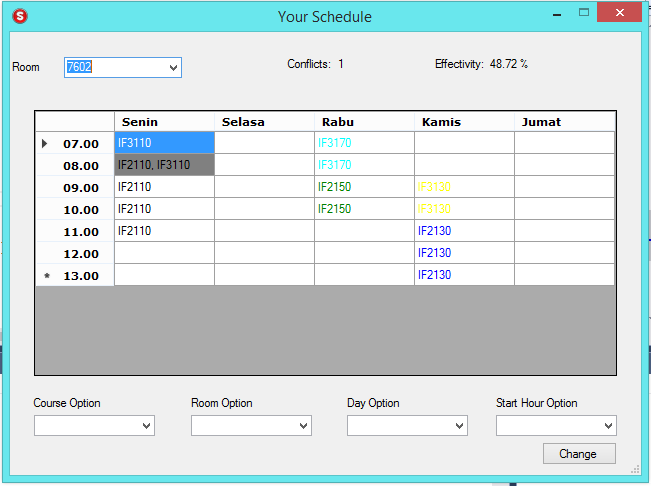 S
Your Schedule
Room 7602 Conflicts: 1 Effectivity: 48.72 %
Senin Selasa Rabu Kamis Jumat
07.00 IF3110 IF3170
08.00 IF2110, IF3110 IF3170
09.00 IF2110 IF2150 IF3130
10.00 IF2110 IF2150 IF3130
11.00 IF2110 IF2130
12.00 IF2130
* 13.00 IF2130
Course Option Room Option Day Option Start Hour Option
Change